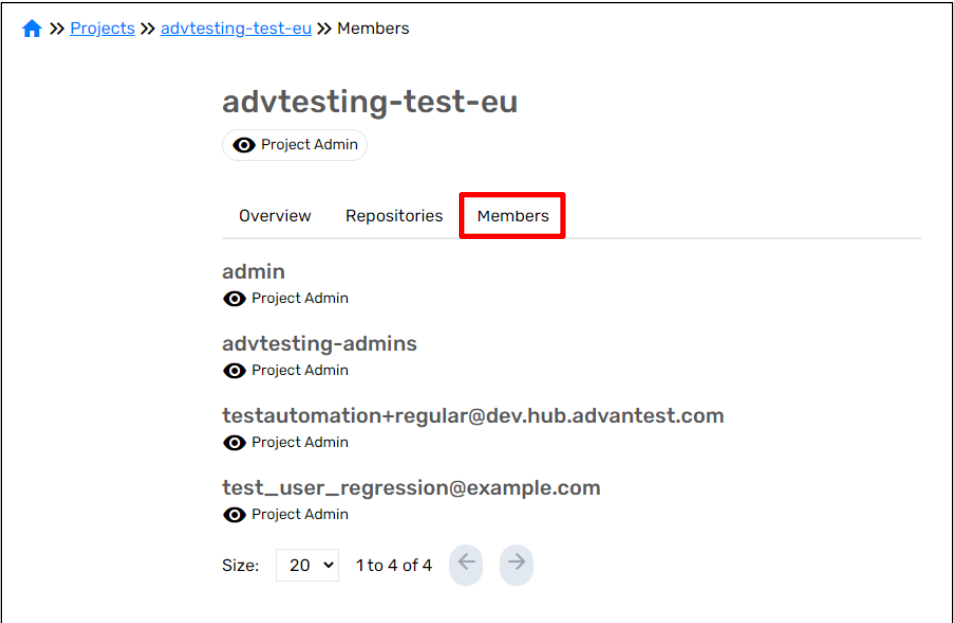 Projects advtesting-test-eu Members
advtesting-test-eu
Project Admin
Overview Repositories Members
admin
Project Admin
advtesting-admins
Project Admin
testautomation+regular@dev.hub.advantest.com
Project Admin
test_user_regression@example.com
Project Admin
Size: 20 1 to 4 of 4